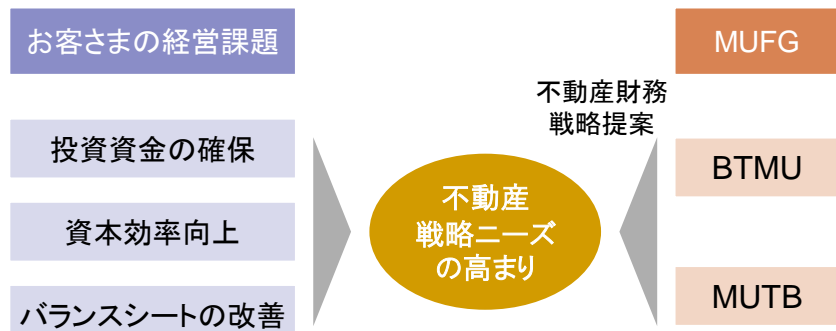 お客さまの経営課題
投資資金の確保
資本効率向上
バランスシートの改善
不動産
戦略ニーズ
の高まり
不動産財務
戦略提案
MUFG
BTMU
MUTB